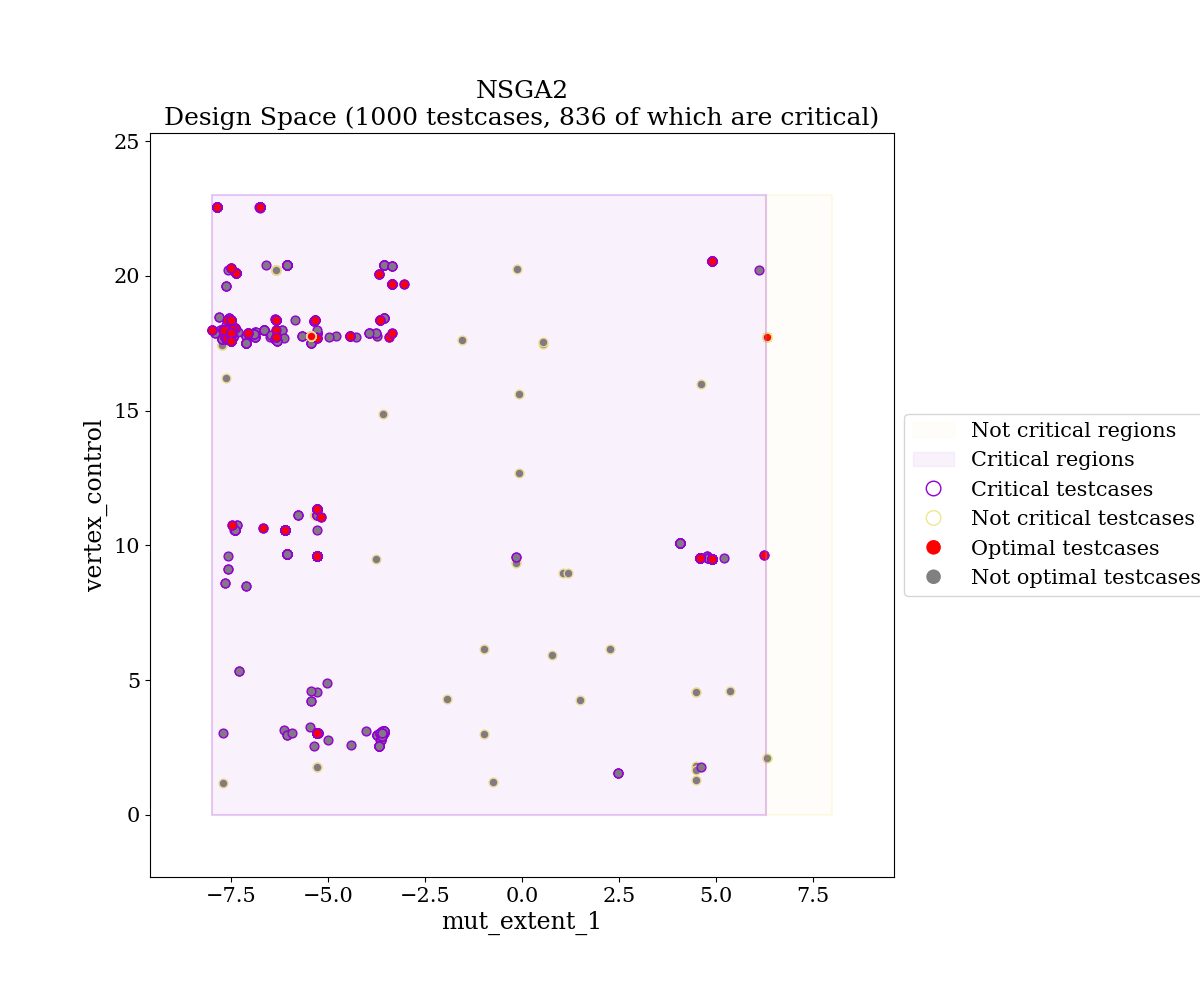 NSGA2
Design Space (1000 testcases, 836 of which are critical)
25
20
15
10
5
0
vertex_control
−7.5
−5.0
−2.5
0.0
2.5
5.0
7.5
mut_extent_1
Not critical regions
Critical regions
Critical testcases
Not critical testcases
Optimal testcases
Not optimal testcases